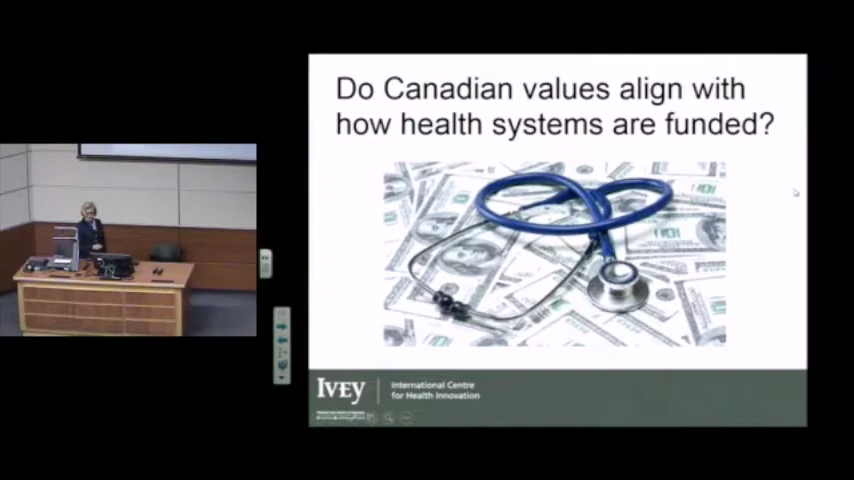 Do Canadian values align with
how health systems are funded?
IVEY
International Centre
for Health Innovation